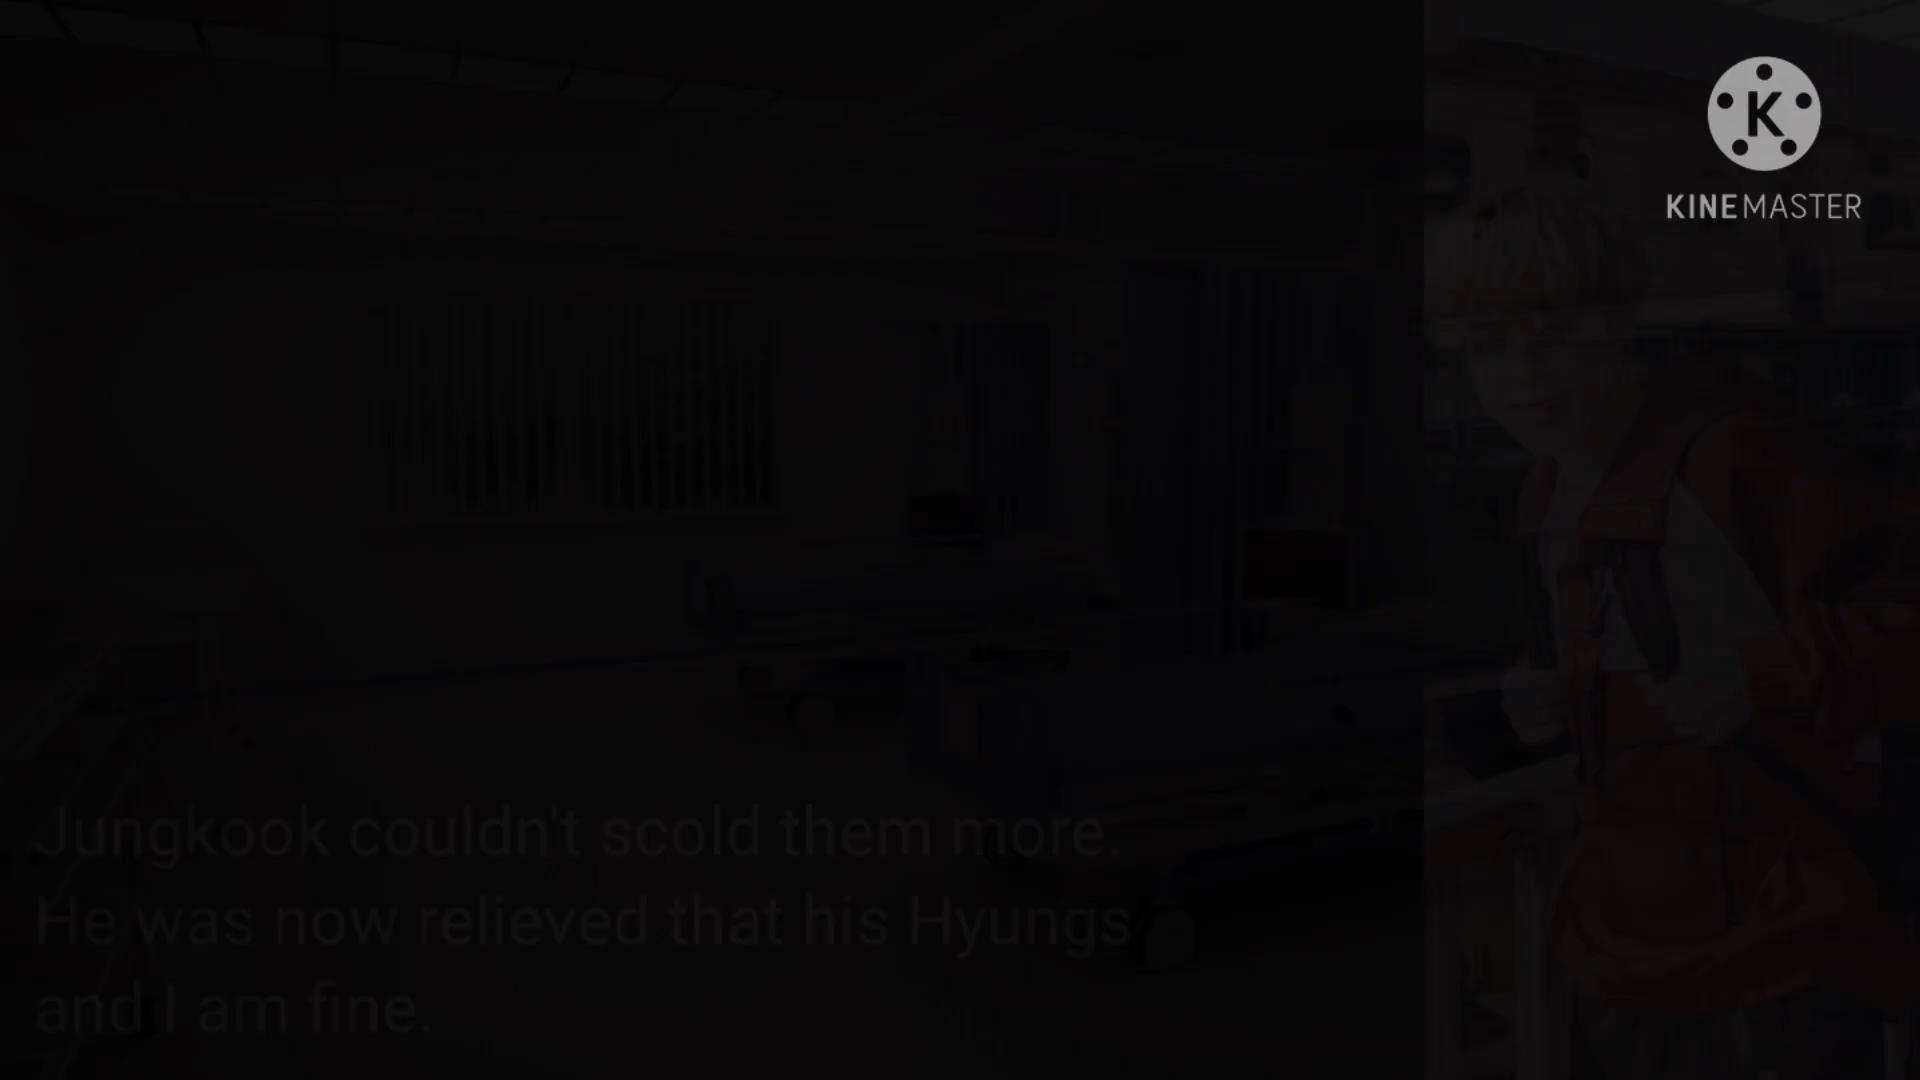 K
KINEMASTER
Jungkook couldn't scold them more.
He was now relieved that his Hyungs
and I am fine.